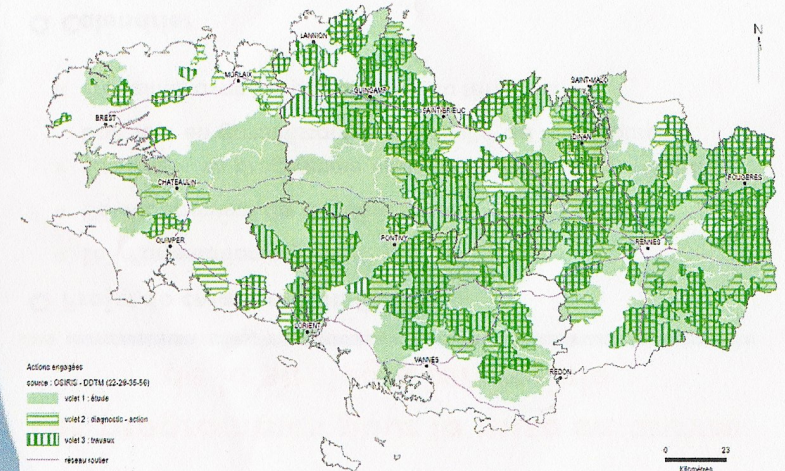 N
LANNION
MORLAIX
GUINGAMP
SAINT-MALO
SAINT-BRIEUC
BREST
DINAN
FOUGERES
CHATEAULIN
QUIMPER
PONTIVY
RENNES
LORIENT
VANNES
REDON
Actions engagées
source : OSIRIS - DDTM (22-29-35-56)
volet 1 : étude
volet 2 : diagnostic - action
volet 3 : travaux
réseau routier
0 23
Kilomètres